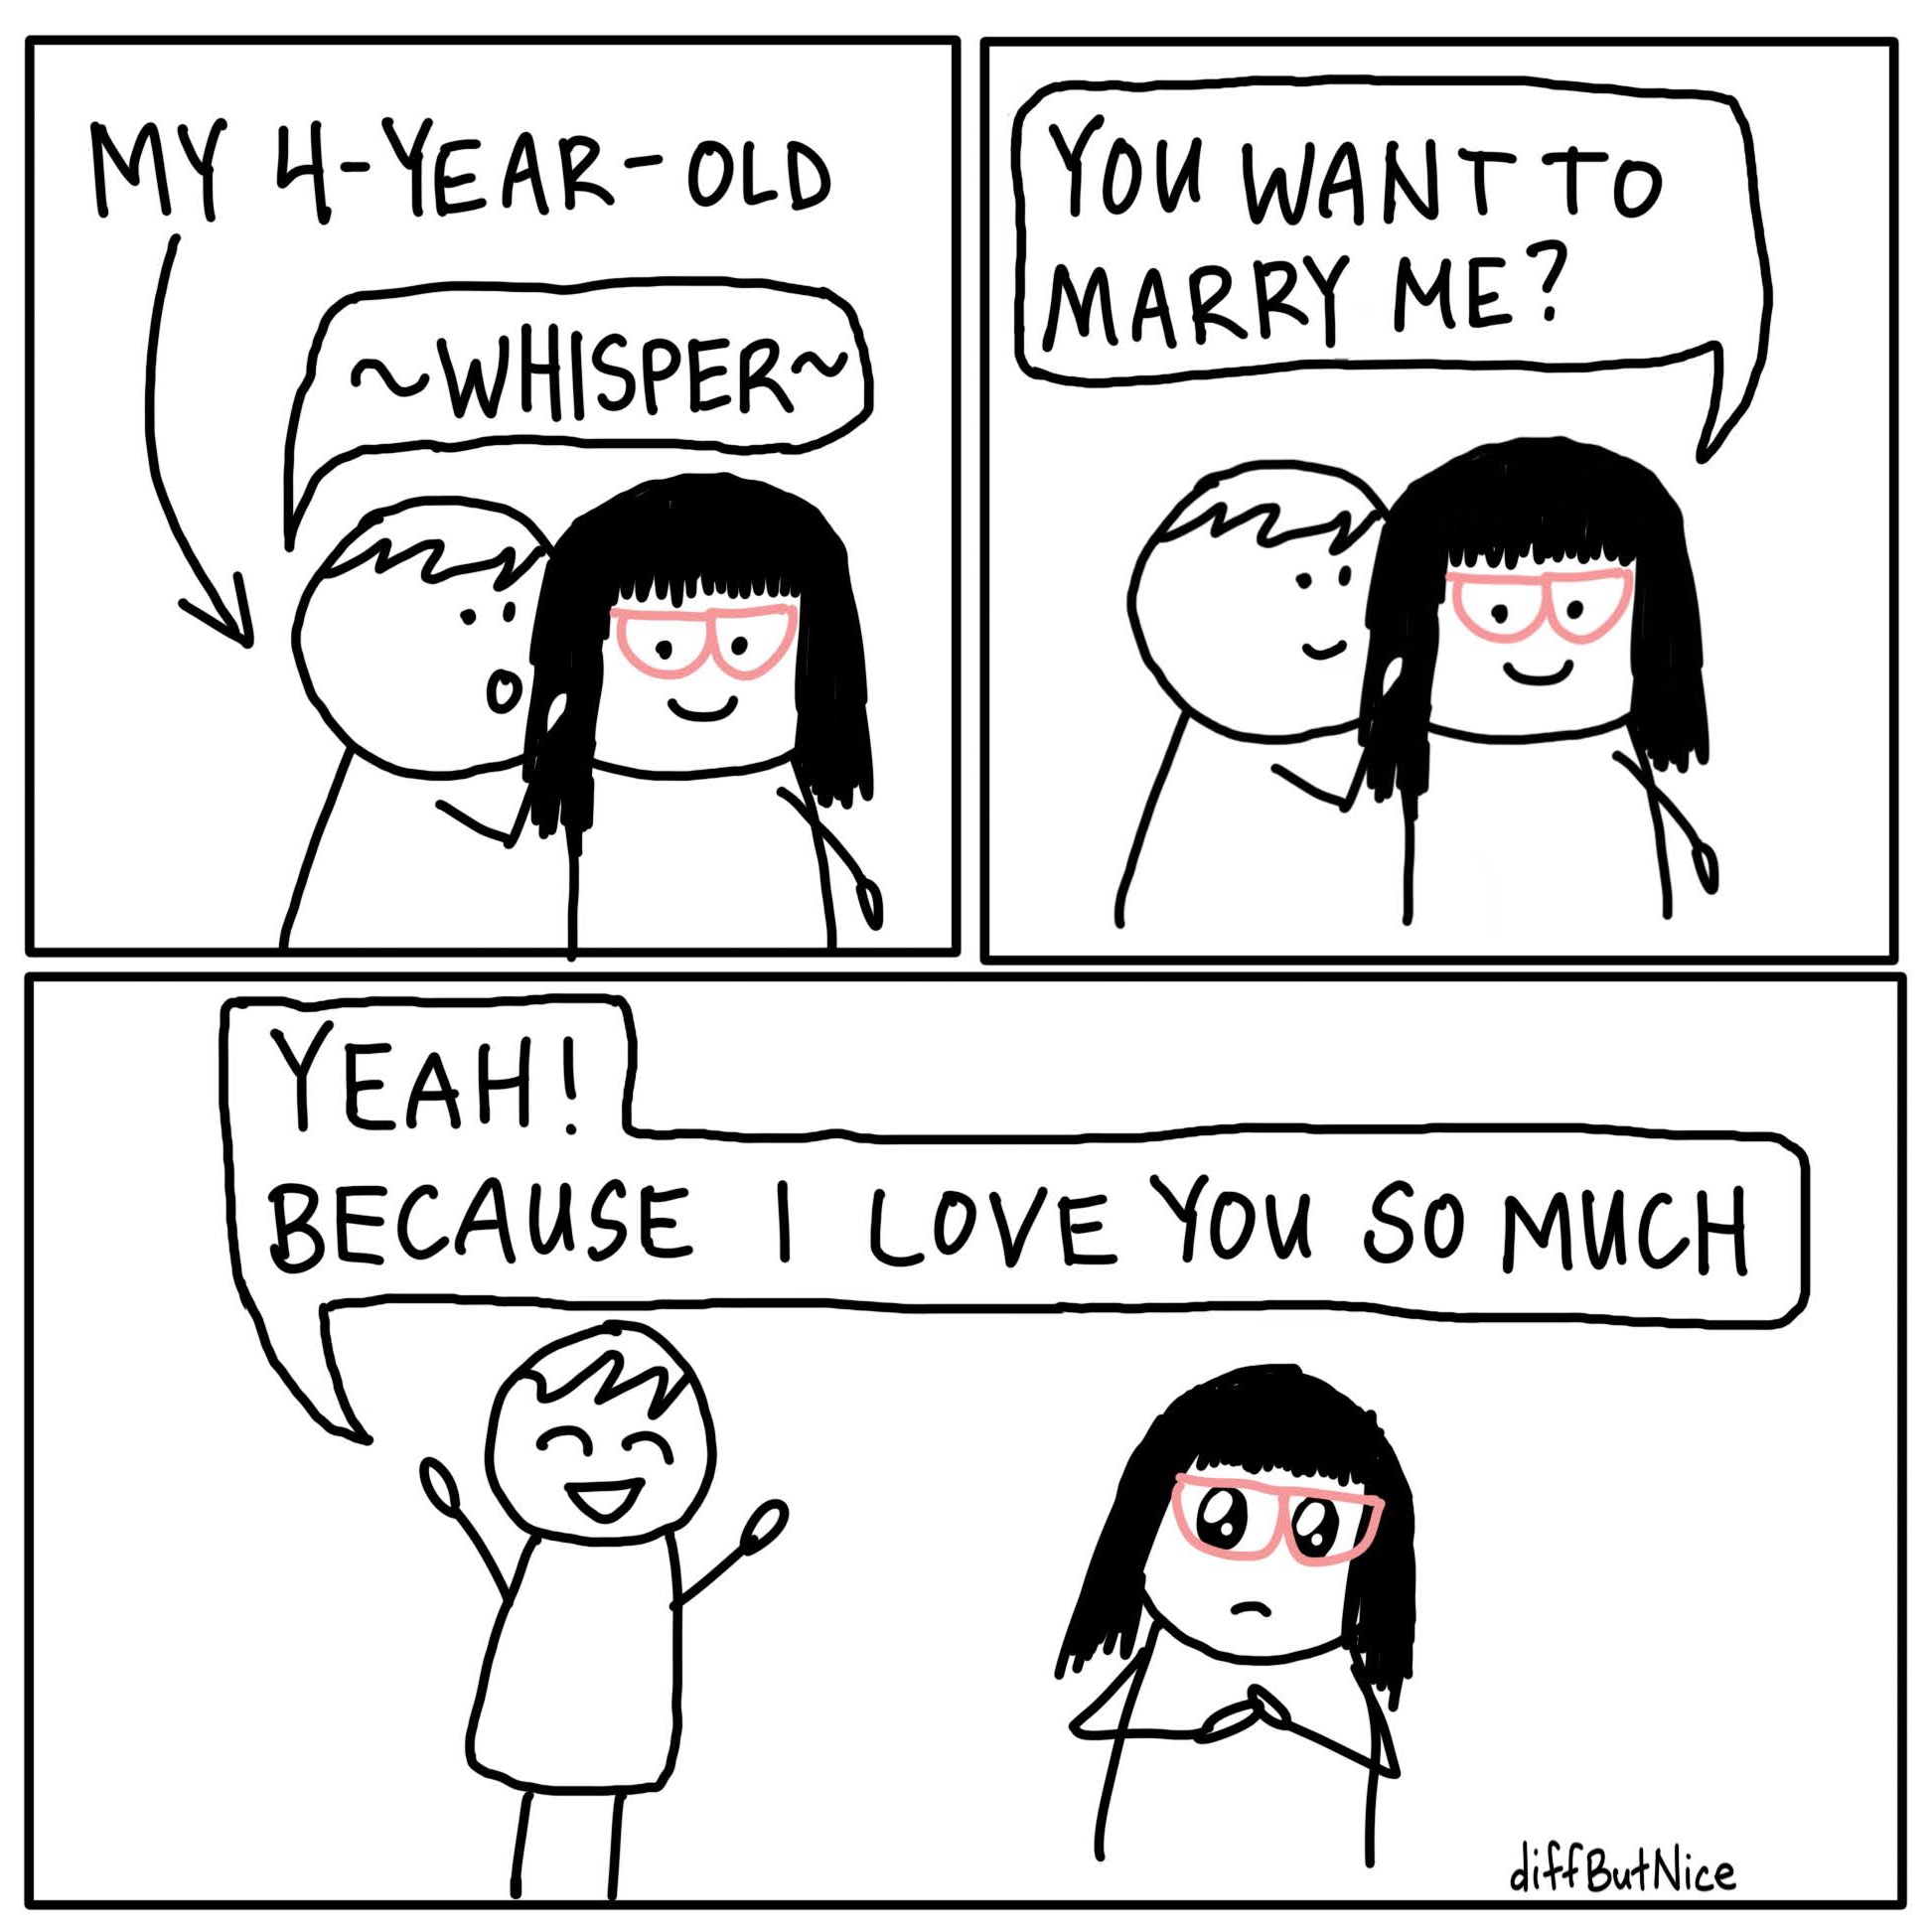 MY 4-YEAR-OLD
~WHISPER~
YOU WANT TO
MARRY ME?
YEAH!
BECAUSE I LOVE YOU SO MUCH
diffButNice